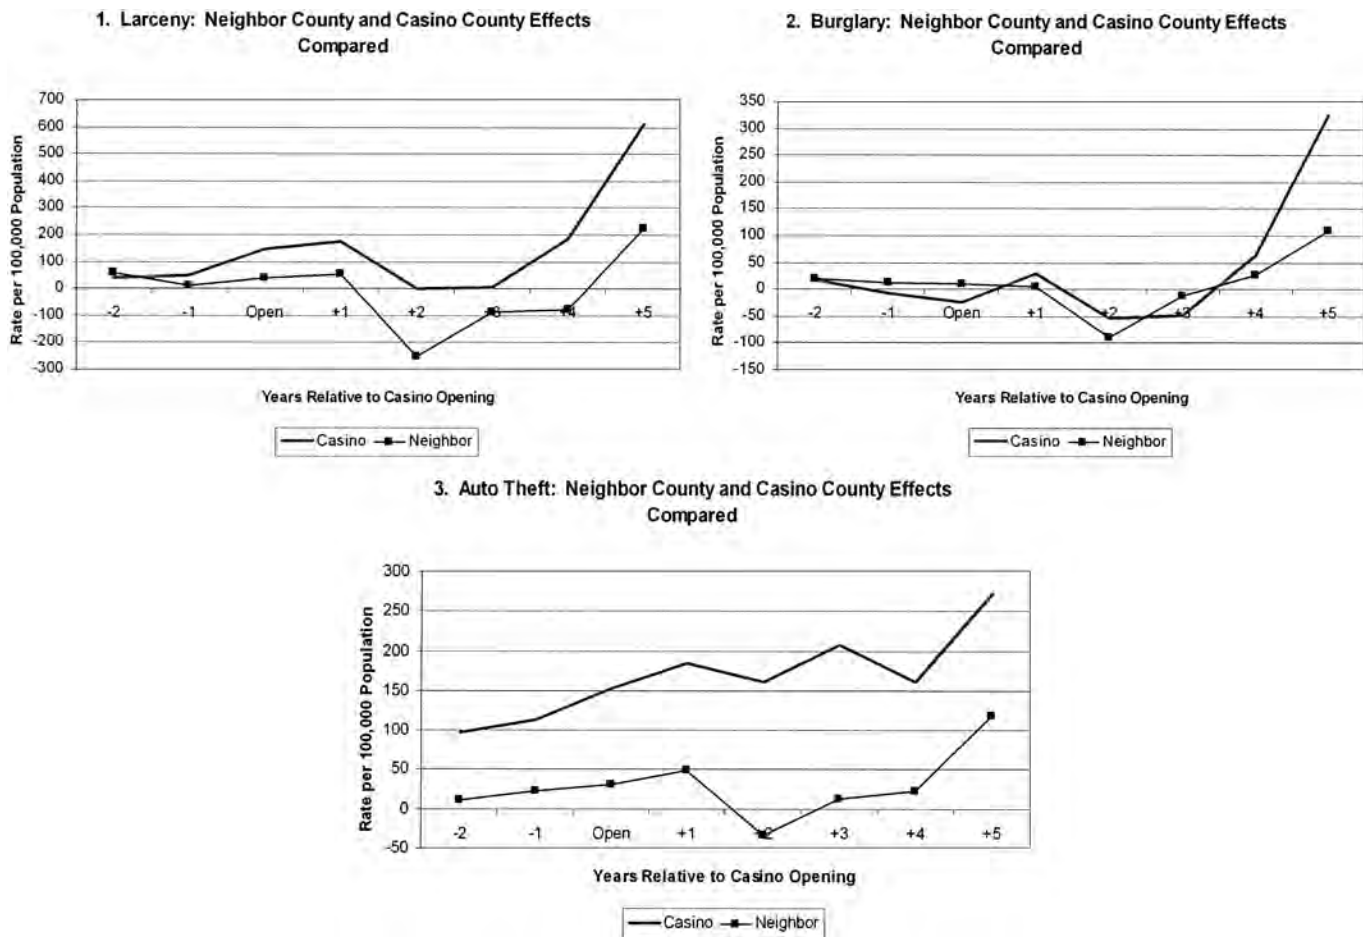 1. Larceny: Neighbor County and Casino County Effects
Compared
700
600
500
400
300
200
100
0
-100
-200
-300
Rate per 100,000 Population
-2 -1 Open +1 +2 +3 +4 +5
Years Relative to Casino Opening
Casino Neighbor
2. Burglary: Neighbor County and Casino County Effects
Compared
350
300
250
200
150
100
50
0
-50
-100
-150
Rate per 100,000 Population
-2 -1 Open +1 +2 +3 +4 +5
Years Relative to Casino Opening
Casino Neighbor
3. Auto Theft: Neighbor County and Casino County Effects
Compared
300
250
200
150
100
50
0
-50
Rate per 100,000 Population
-2 -1 Open +1 +2 +3 +4 +5
Years Relative to Casino Opening
Casino Neighbor